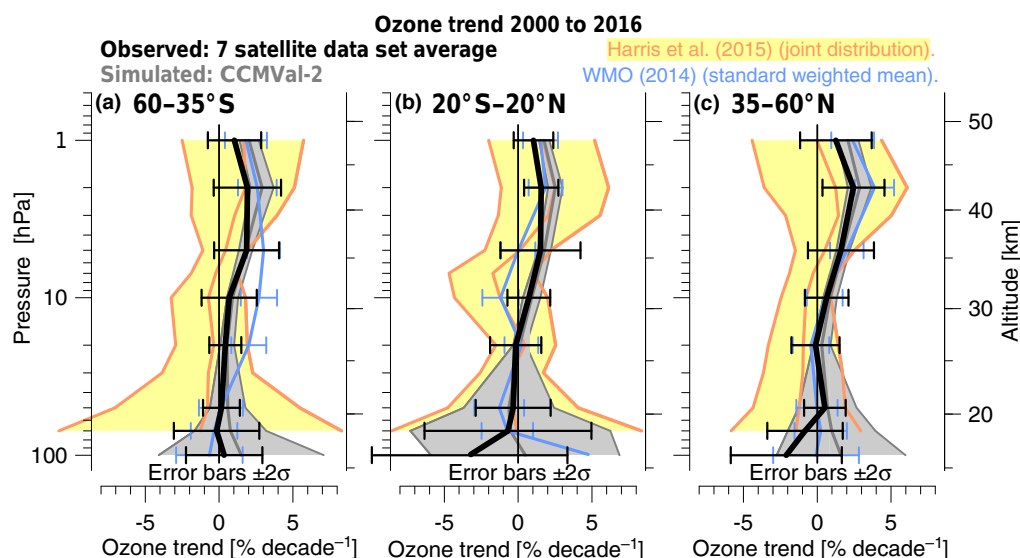 Ozone trend 2000 to 2016
Observed: 7 satellite data set average
Harris et al. (2015) (joint distribution).
Simulated: CCMVal-2
WMO (2014) (standard weighted mean).
(a) 60–35°S
(b) 20°S–20°N
(c) 35–60°N
Pressure [hPa]
1
10
100
50
40
30
20
Altitude [km]
Error bars ±2σ
Error bars ±2σ
Error bars ±2σ
-5 0 5
-5 0 5
-5 0 5
Ozone trend [% decade⁻¹]
Ozone trend [% decade⁻¹]
Ozone trend [% decade⁻¹]